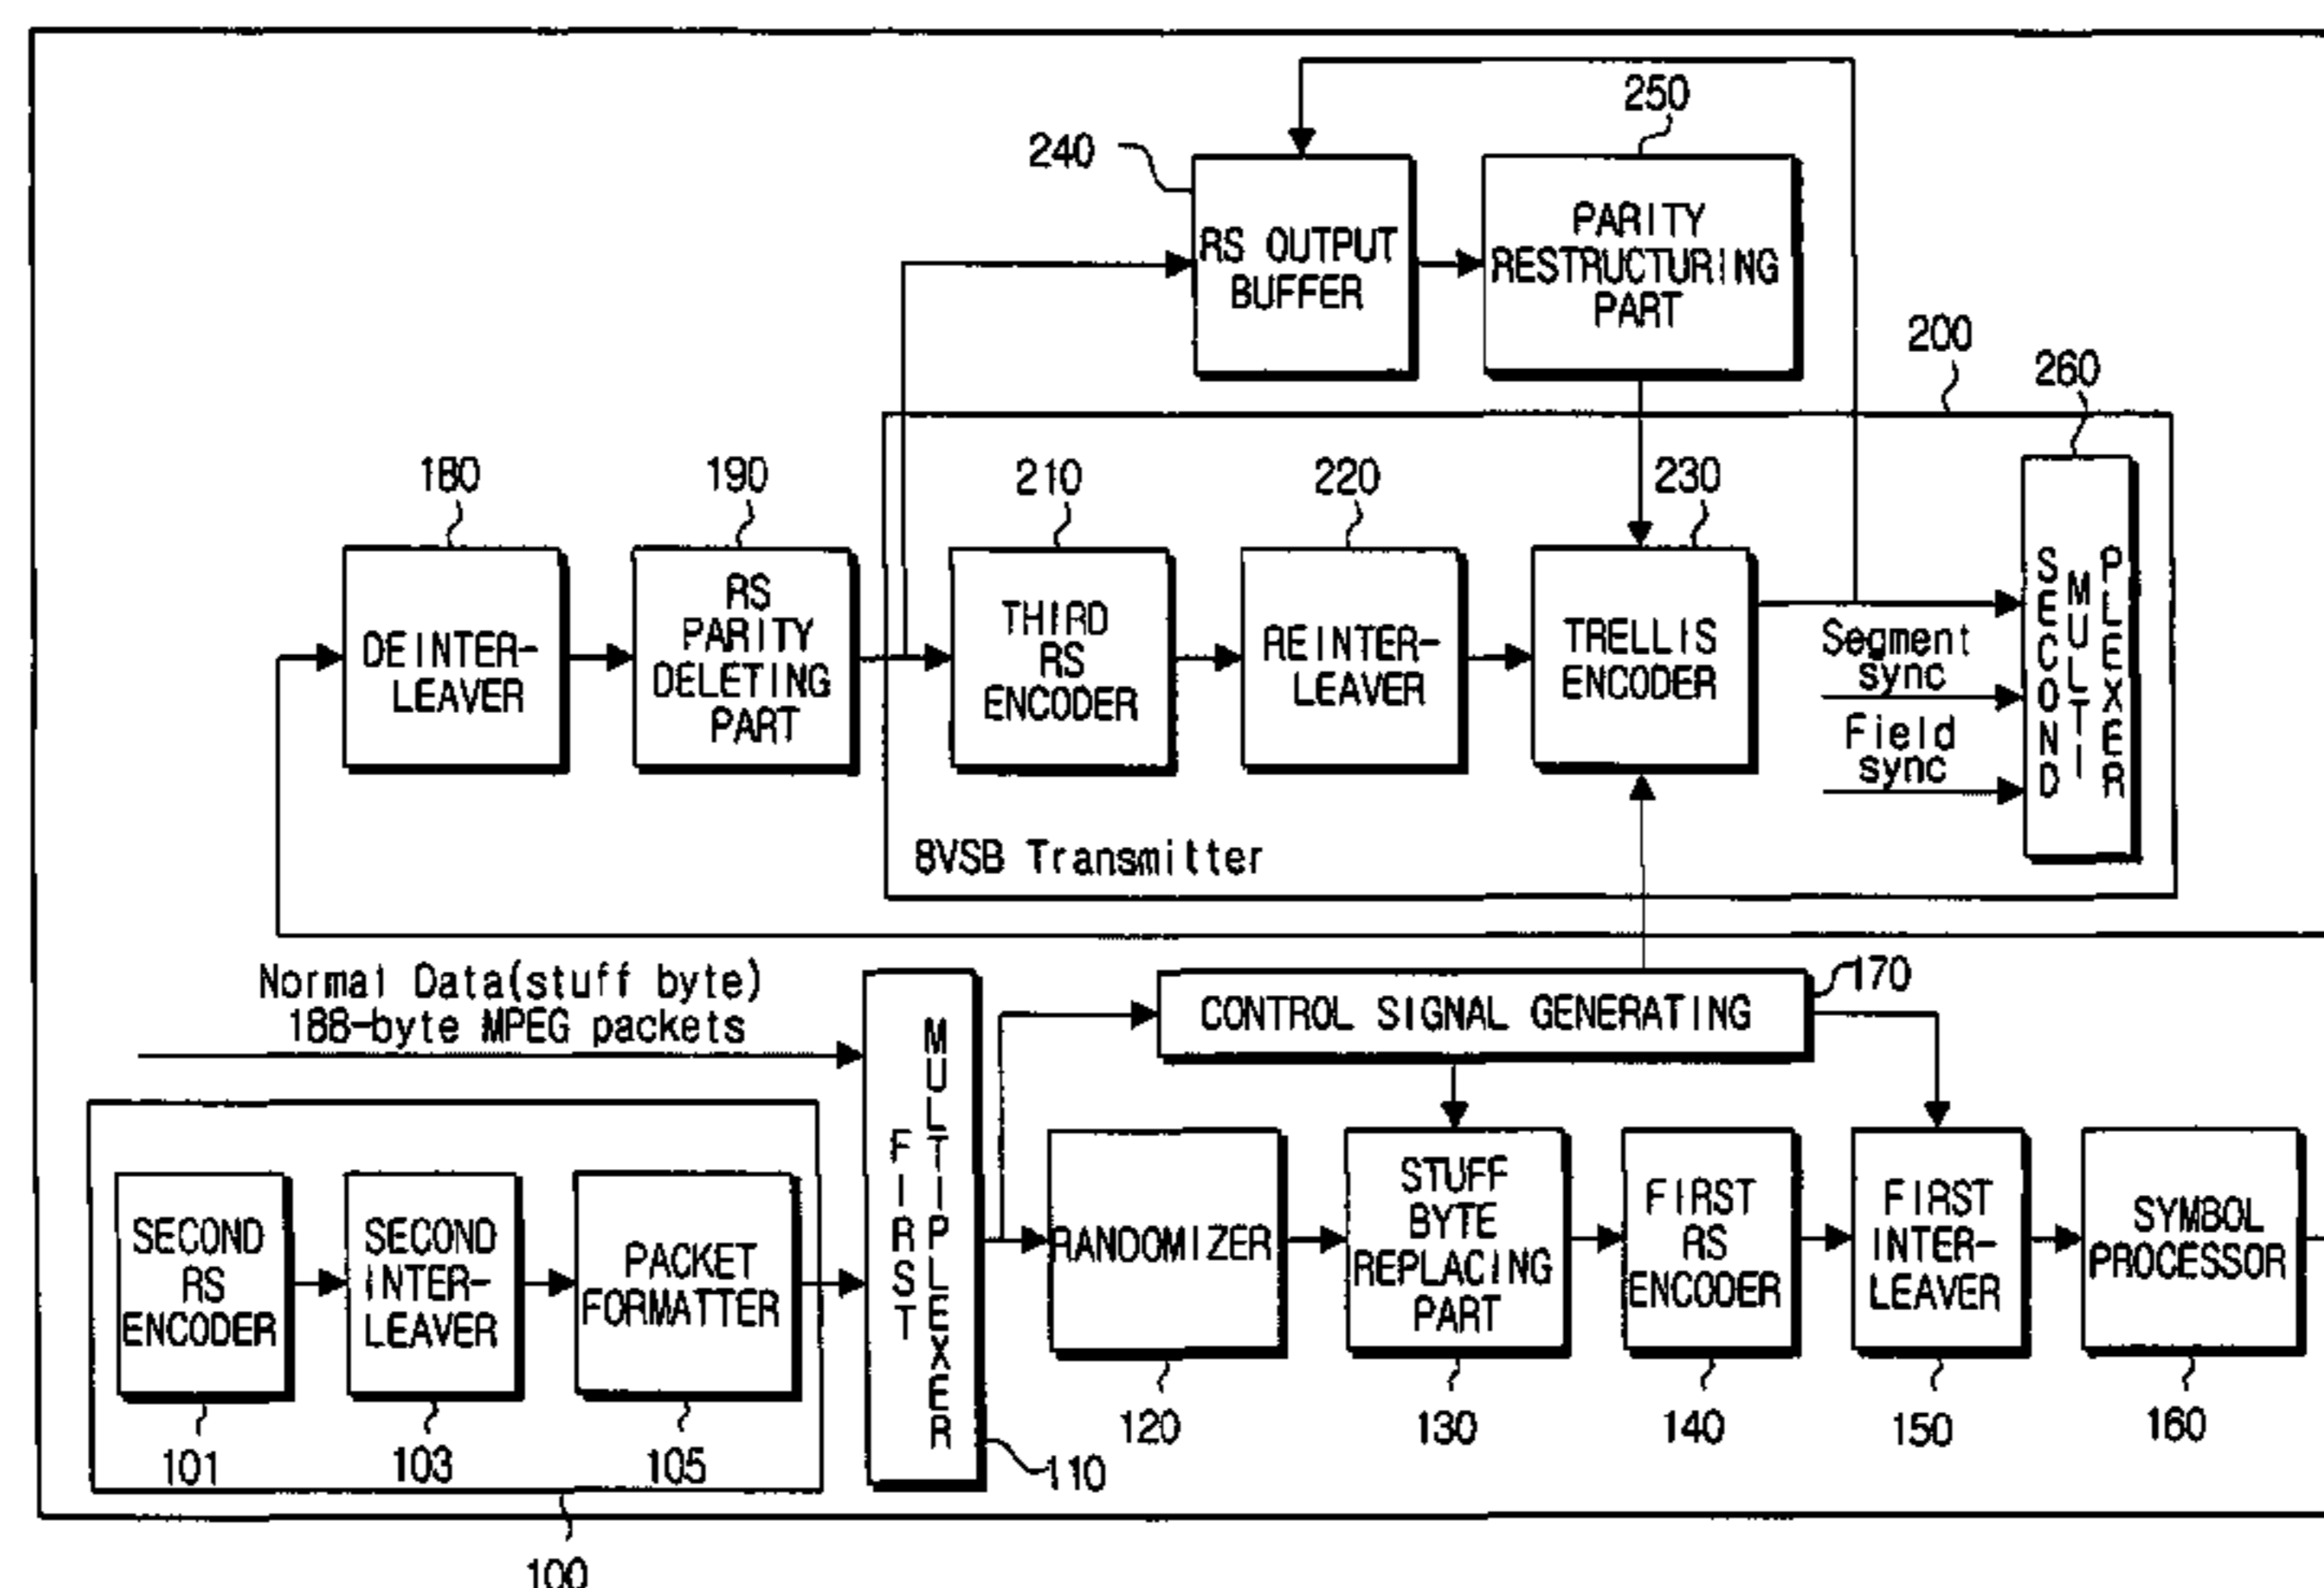 250
240
RS OUTPUT
BUFFER
PARITY
RESTRUCTURING
PART
200
260
180
190
210
220
230
DEINTER-
LEAVER
RS
PARITY
DELETING
PART
THIRD
RS
ENCODER
REINTER-
LEAVER
TRELLIS
ENCODER
Segment
sync
Field
sync
SECOND
MULTI
PLEXER
8VSB Transmitter
Normal Data(stuff byte)
188-byte MPEG packets
CONTROL SIGNAL GENERATING
170
FIRST
MULTIPLEXER
SECOND
RS
ENCODER
SECOND
INTER-
LEAVER
PACKET
FORMATTER
RANDOMIZER
STUFF
BYTE
REPLACING
PART
FIRST
RS
ENCODER
FIRST
INTER-
LEAVER
SYMBOL
PROCESSOR
101
103
105
110
120
130
140
150
160
100